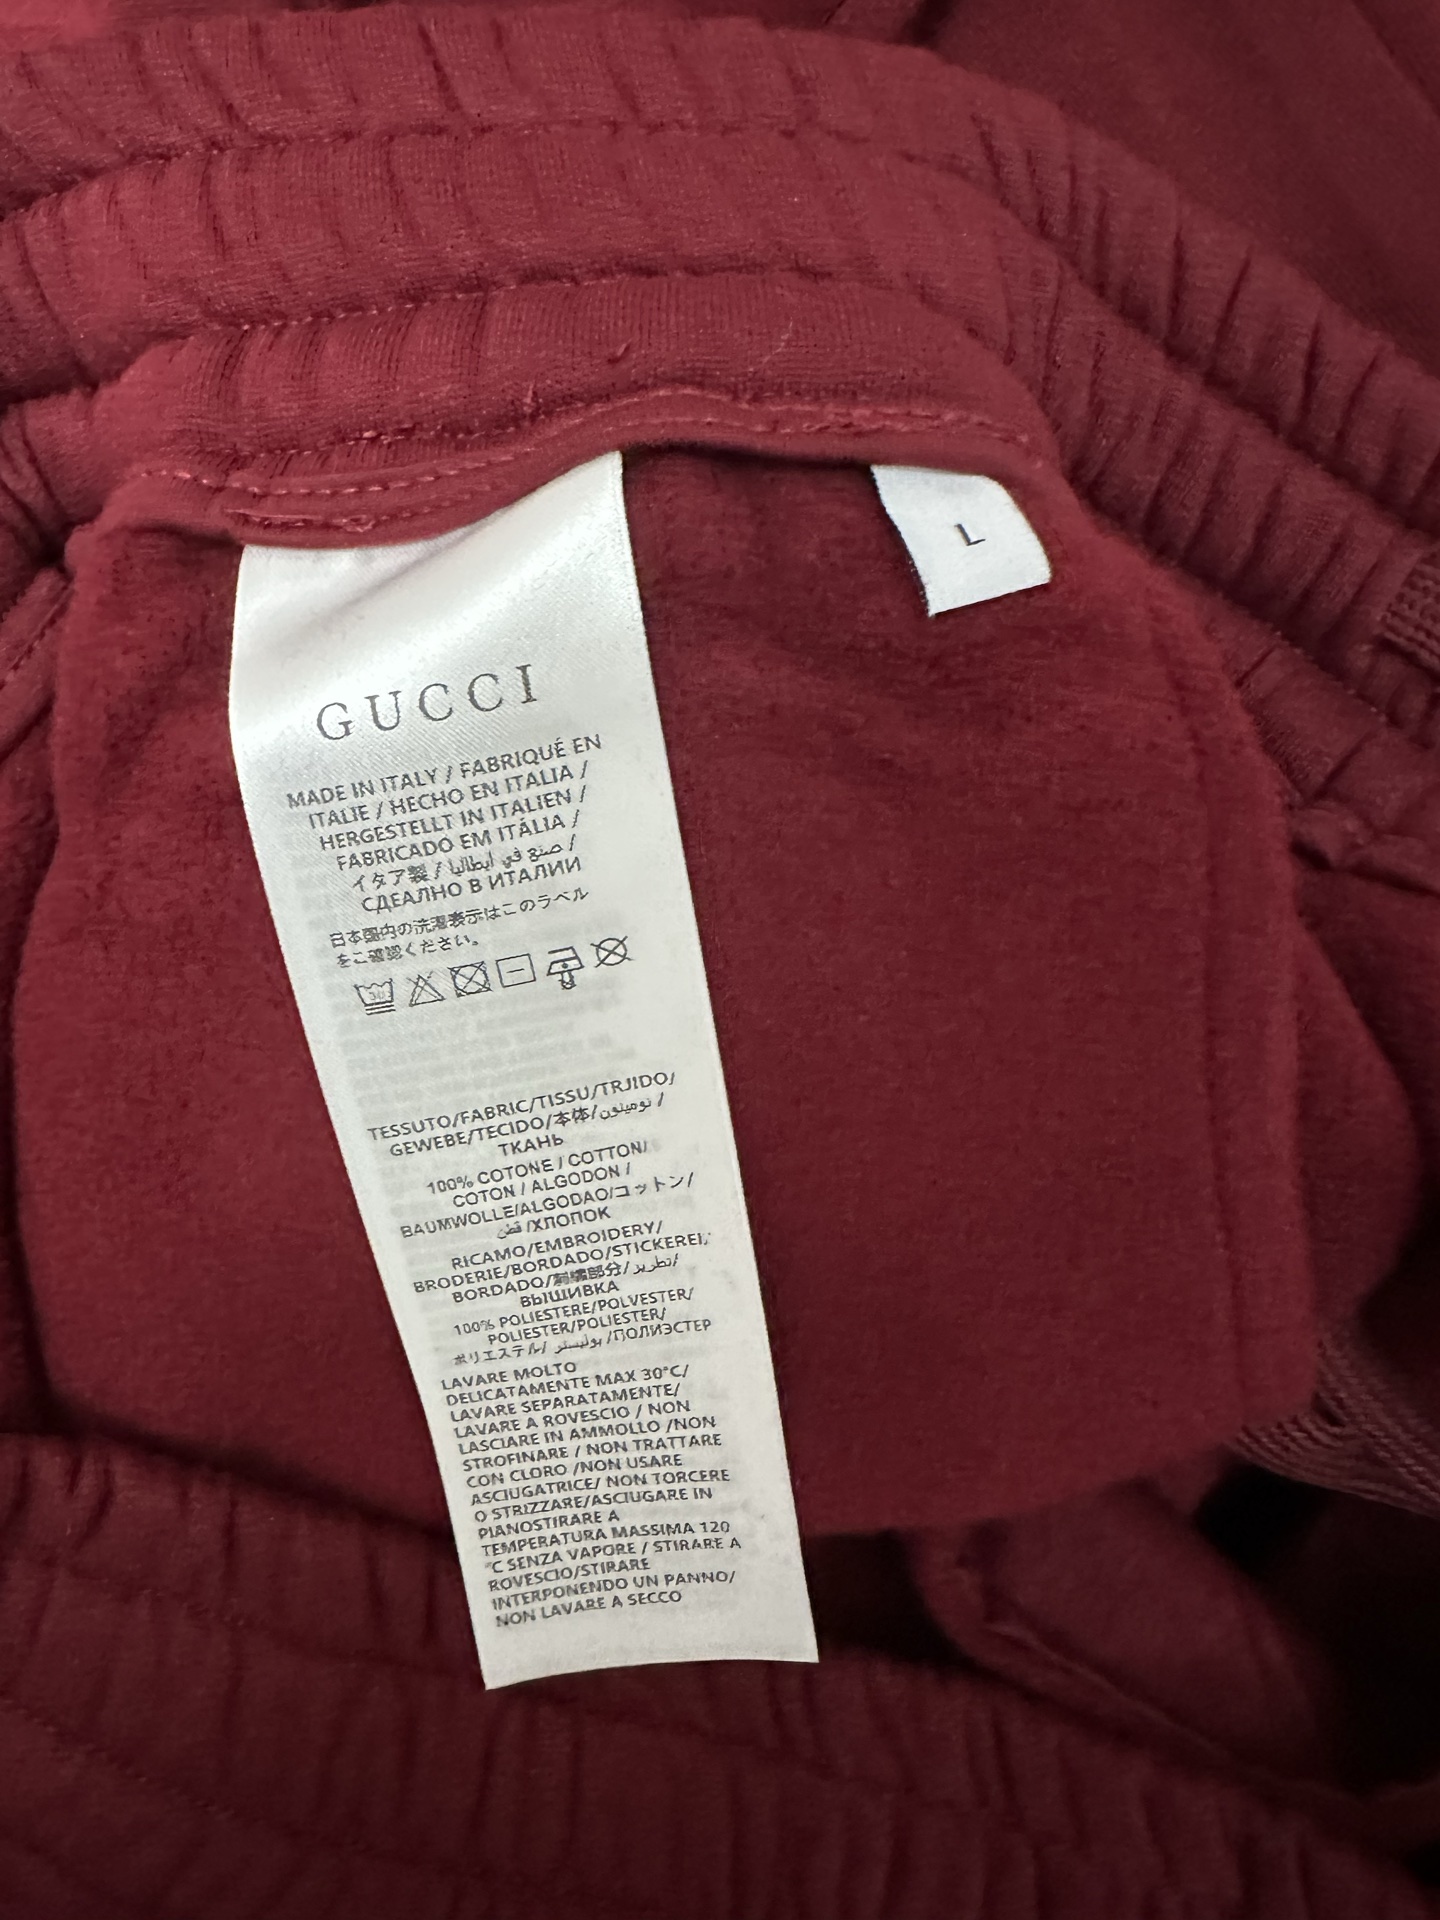 L
GUCCI
MADE IN ITALY / FABRIQUÉ EN
ITALIE / HECHO EN ITALIA /
HERGESTELLT IN ITALIEN /
FABRICADO EM ITÁLIA /
イタア製 / صنع في ايطاليا /
СДЕАЛНО В ИТАЛИИ
日本国内の洗濯表示はこのラベル
をご確認ください。
30
TESSUTO/FABRIC/TISSU/TRJIDO/
GEWEBE/TECIDO/本体/نومينون /
ТКАНЬ
100% COTONE / COTTON/
COTON / ALGODON /
BAUMWOLLE/ALGODAO/コットン/
قطن /ХЛОПОК
RICAMO/EMBROIDERY/
BRODERIE/BORDADO/STICKEREI/
BORDADO/刺繍部分/تطريز/
ВЫШИВКА
100% POLIESTERE/POLVESTER/
POLIESTER/POLIESTER/
ポリエステル/ بوليستر /ПОЛИЭСТЕР
LAVARE MOLTO
DELICATAMENTE MAX 30°C/
LAVARE SEPARATAMENTE/
LAVARE A ROVESCIO / NON
LASCIARE IN AMMOLLO /NON
STROFINARE / NON TRATTARE
CON CLORO /NON USARE
ASCIUGATRICE/ NON TORCERE
O STRIZZARE/ASCIUGARE IN
PIANOSTIRARE A
TEMPERATURA MASSIMA 120
°C SENZA VAPORE / STIRARE A
ROVESCIO/STIRARE
INTERPONENDO UN PANNO/
NON LAVARE A SECCO